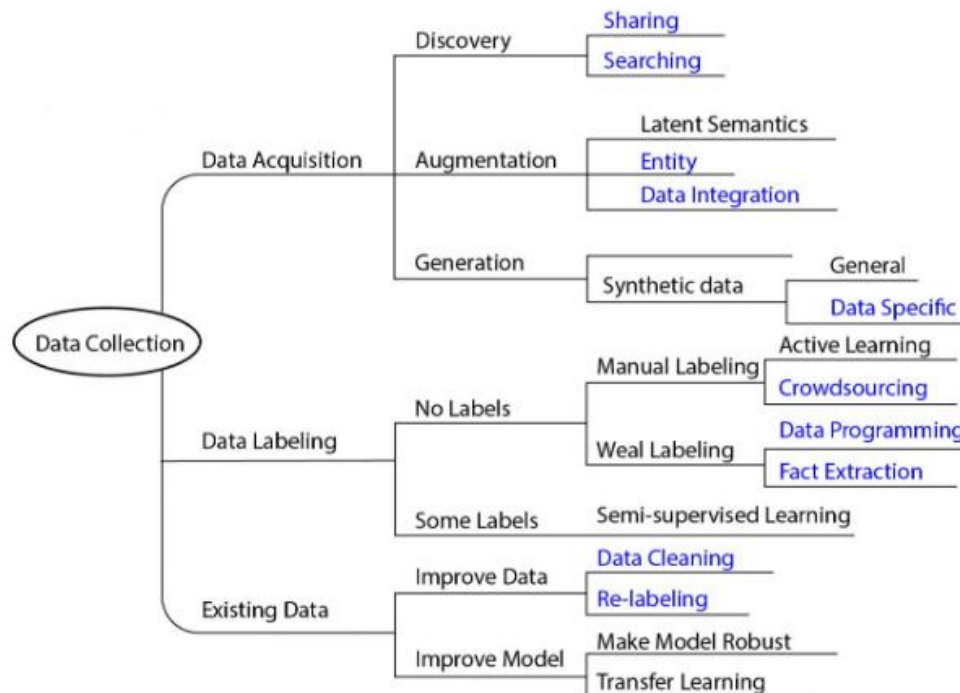 Sharing
Discovery
Searching
Latent Semantics
Data Acquisition
Augmentation
Entity
Data Integration
Generation
General
Synthetic data
Data Specific
Data Collection
Active Learning
Manual Labeling
Crowdsourcing
No Labels
Data Labeling
Data Programming
Weal Labeling
Fact Extraction
Some Labels
Semi-supervised Learning
Data Cleaning
Improve Data
Re-labeling
Existing Data
Make Model Robust
Improve Model
Transfer Learning